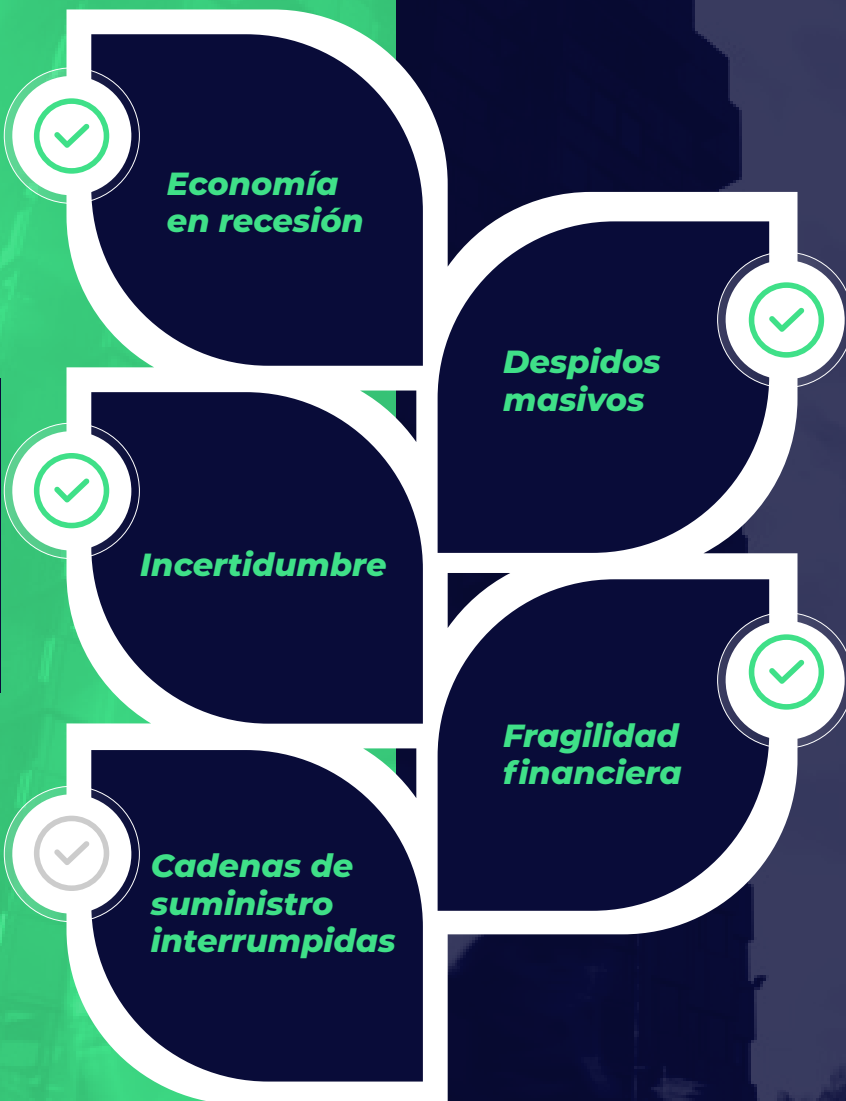 Economía
en recesión
Despidos
masivos
Incertidumbre
Fragilidad
financiera
Cadenas de
suministro
interrumpidas